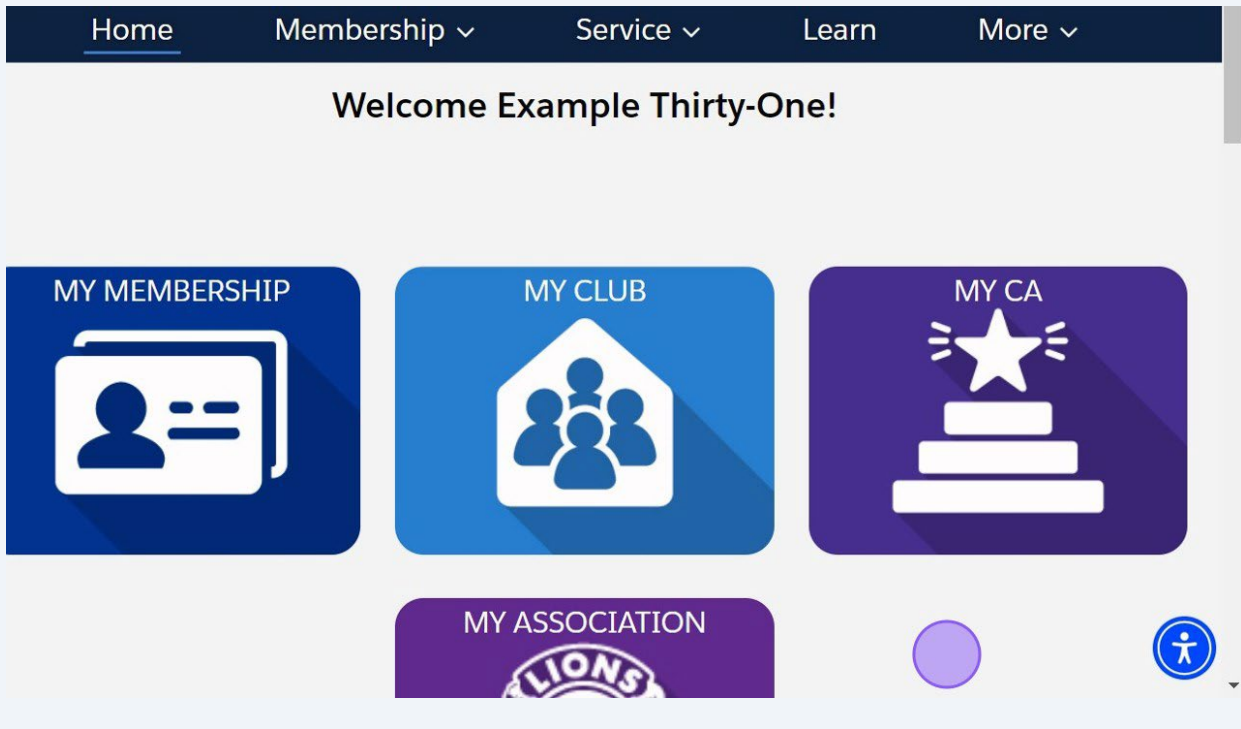 Home Membership Service Learn More
Welcome Example Thirty-One!
MY MEMBERSHIP MY CLUB MY CA
MY ASSOCIATION
LIONS